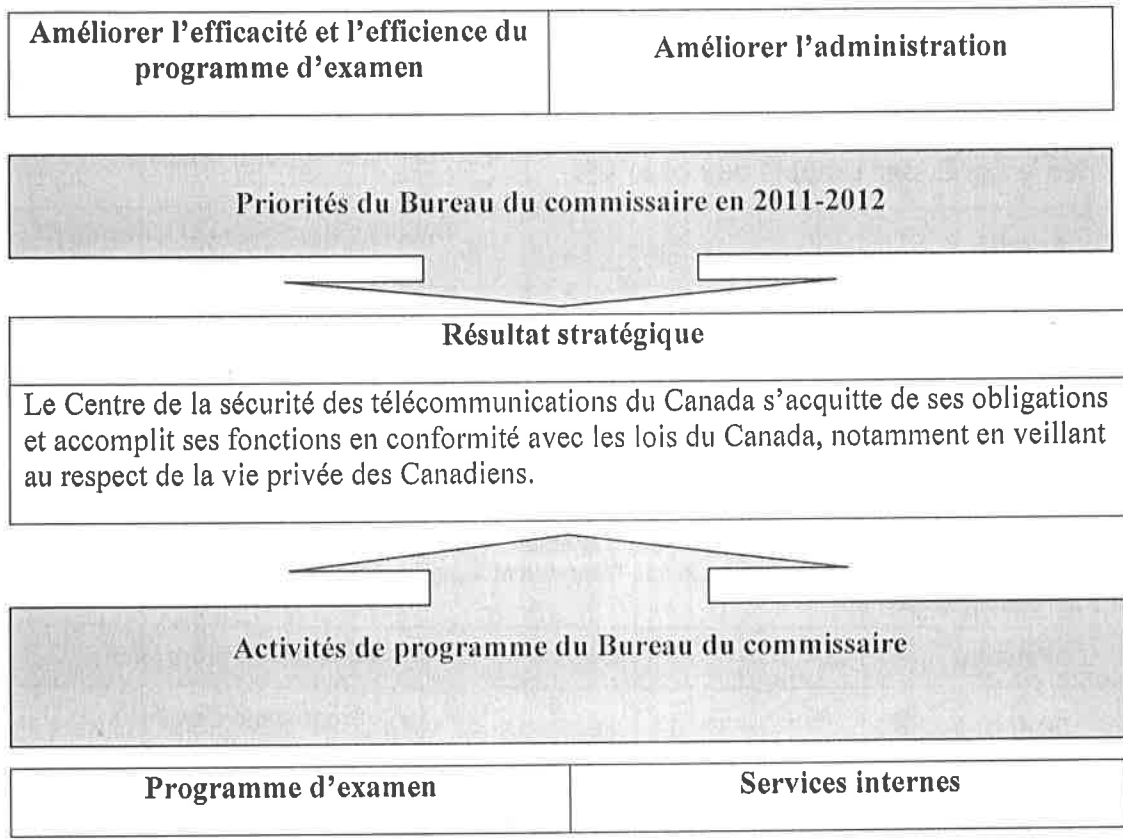 Améliorer l'efficacité et l'efficience du
programme d'examen
Améliorer l'administration
Priorités du Bureau du commissaire en 2011-2012
Résultat stratégique
Le Centre de la sécurité des télécommunications du Canada s'acquitte de ses obligations
et accomplit ses fonctions en conformité avec les lois du Canada, notamment en veillant
au respect de la vie privée des Canadiens.
Activités de programme du Bureau du commissaire
Programme d'examen
Services internes